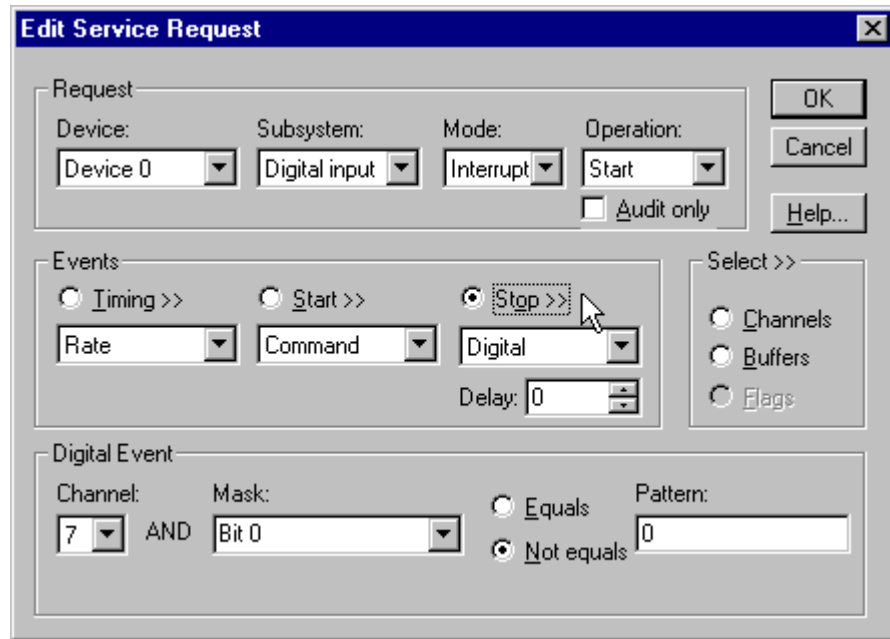 Edit Service Request
Request
Device: Subsystem: Mode: Operation:
Device 0 Digital input Interrupt Start
Audit only
OK
Cancel
Help...
Events
Timing >> Start >> Stop >>
Rate Command Digital
Delay: 0
Select >>
Channels
Buffers
Flags
Digital Event
Channel: Mask: Pattern:
7 AND Bit 0 Equals 0
Not equals